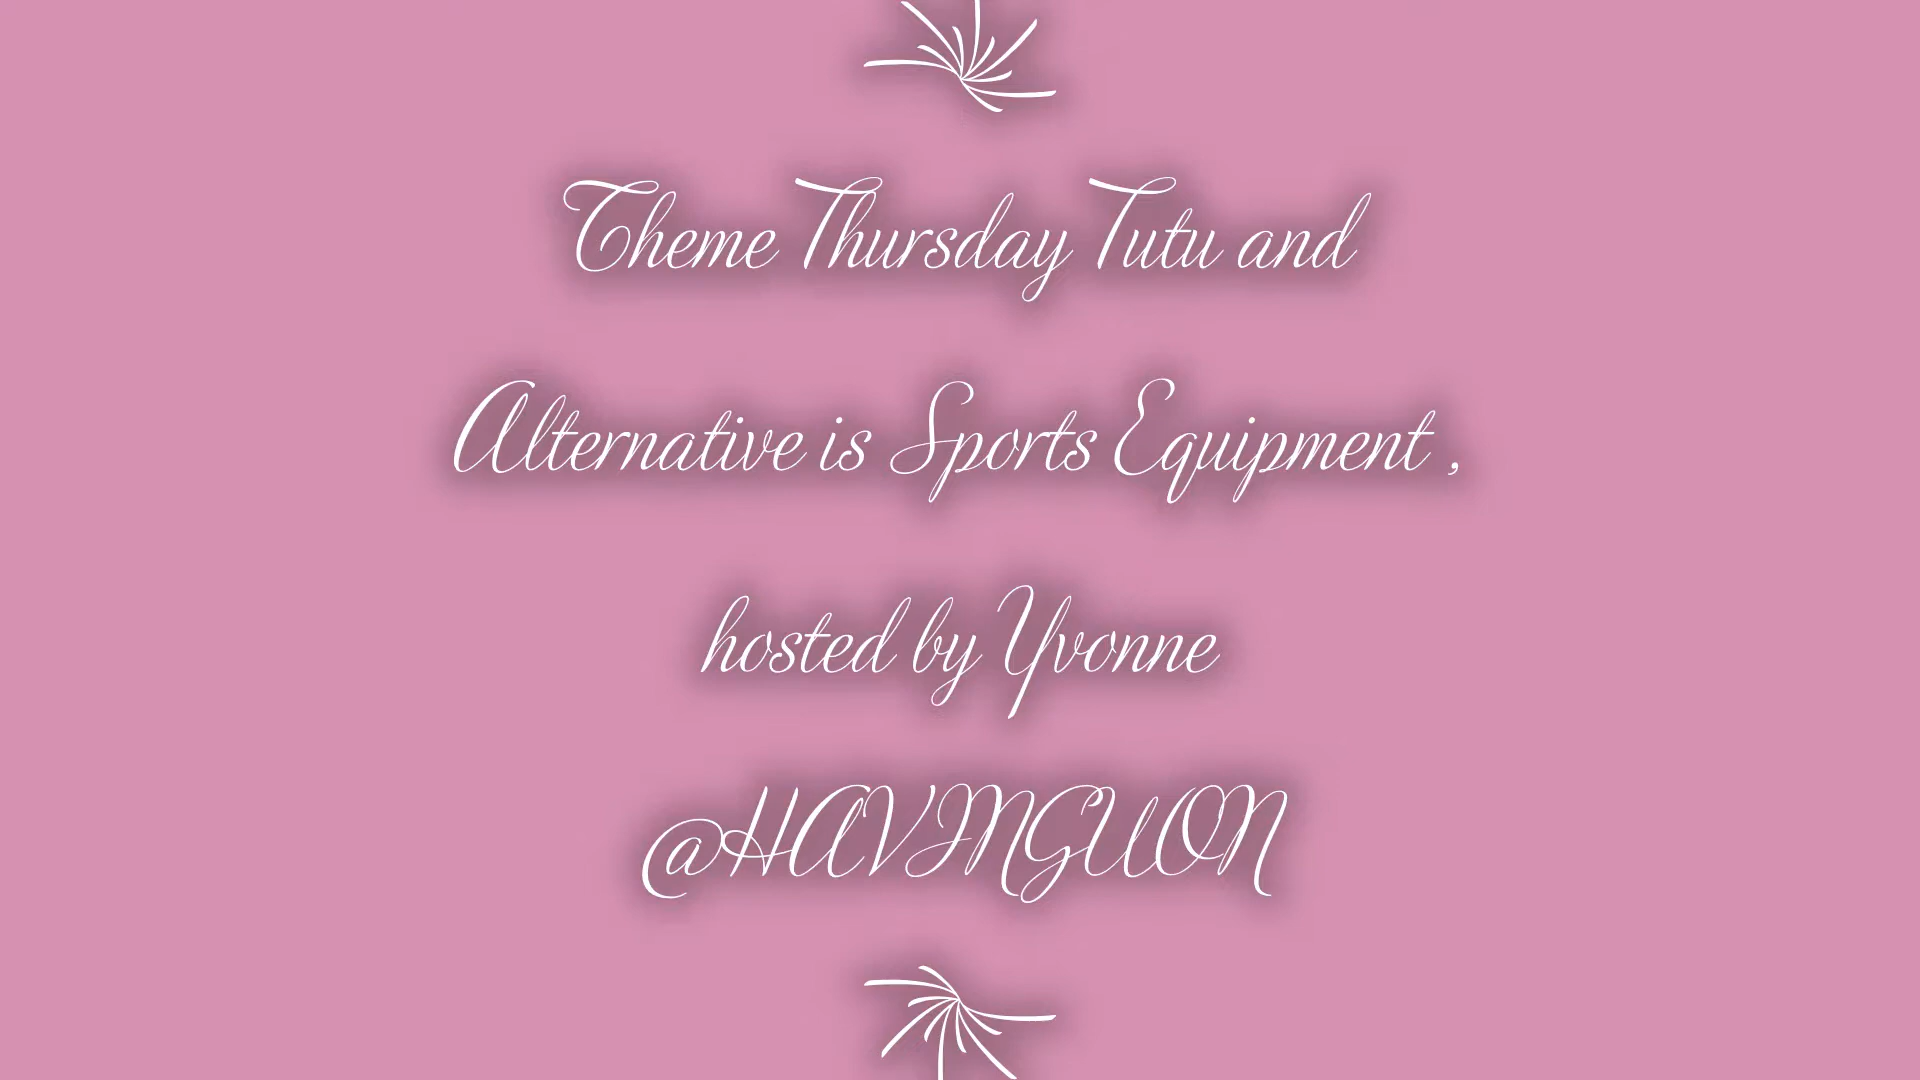 Theme Thursday Tutu and
Alternative is Sports Equipment ,
hosted by Yvonne
@HAVINGUON